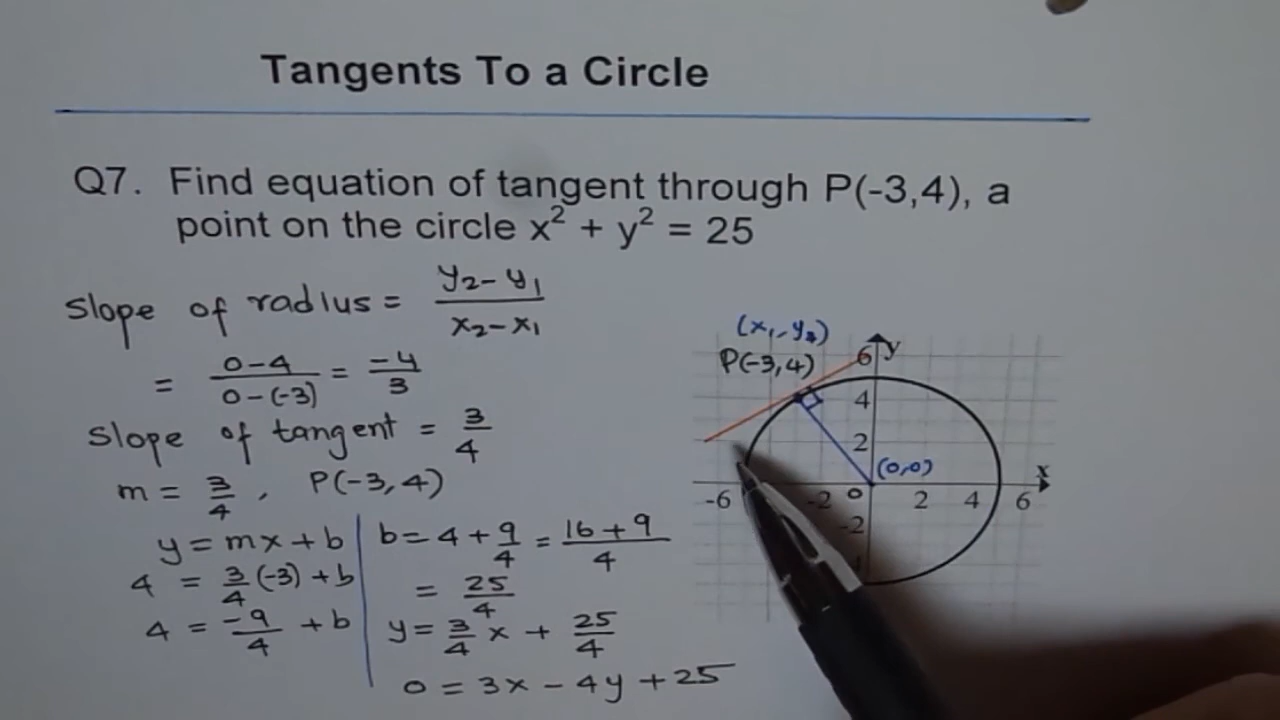 Tangents To a Circle
Q7. Find equation of tangent through P(-3,4), a
point on the circle x² + y² = 25
Slope of radius = y₂ - y₁ / x₂ - x₁
= 0 - 4 / 0 - (-3) = -4 / 3
Slope of tangent = 3 / 4
m = 3/4 , P(-3, 4)
y = mx + b
4 = 3/4 (-3) + b
4 = -9/4 + b
b = 4 + 9/4 = 16 + 9 / 4
= 25/4
y = 3/4 x + 25/4
0 = 3x - 4y + 25
P(-3,4)
6 y
4
2
(0,0)
x
-6 -2 0 2 4 6
-2